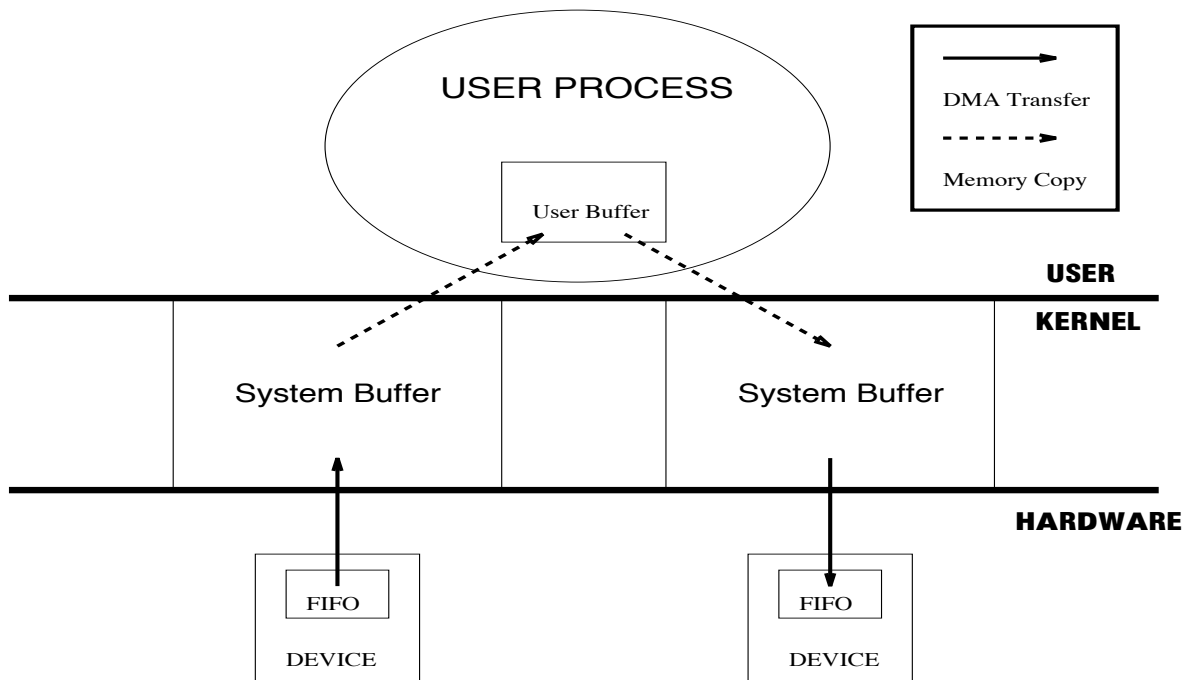 USER PROCESS
DMA Transfer
Memory Copy
User Buffer
USER
KERNEL
System Buffer
System Buffer
HARDWARE
FIFO
DEVICE
FIFO
DEVICE